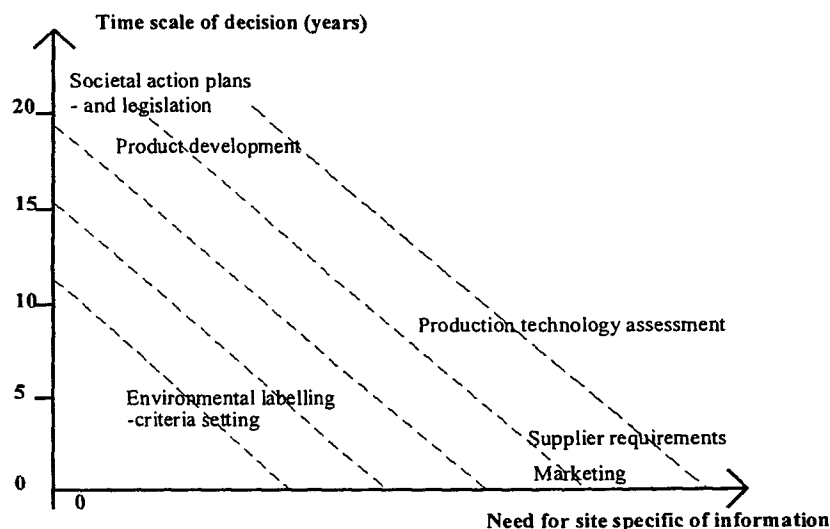 Time scale of decision (years)
Societal action plans
- and legislation
20
Product development
15
10
Production technology assessment
5
Environmental labelling
-criteria setting
Supplier requirements
Marketing
0
0
Need for site specific of information